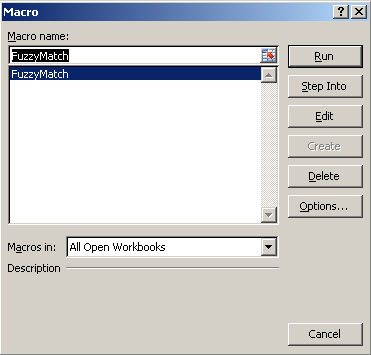 Macro
Macro name:
FuzzyMatch
FuzzyMatch
Run
Step Into
Edit
Create
Delete
Options...
Macros in:
All Open Workbooks
Description
Cancel